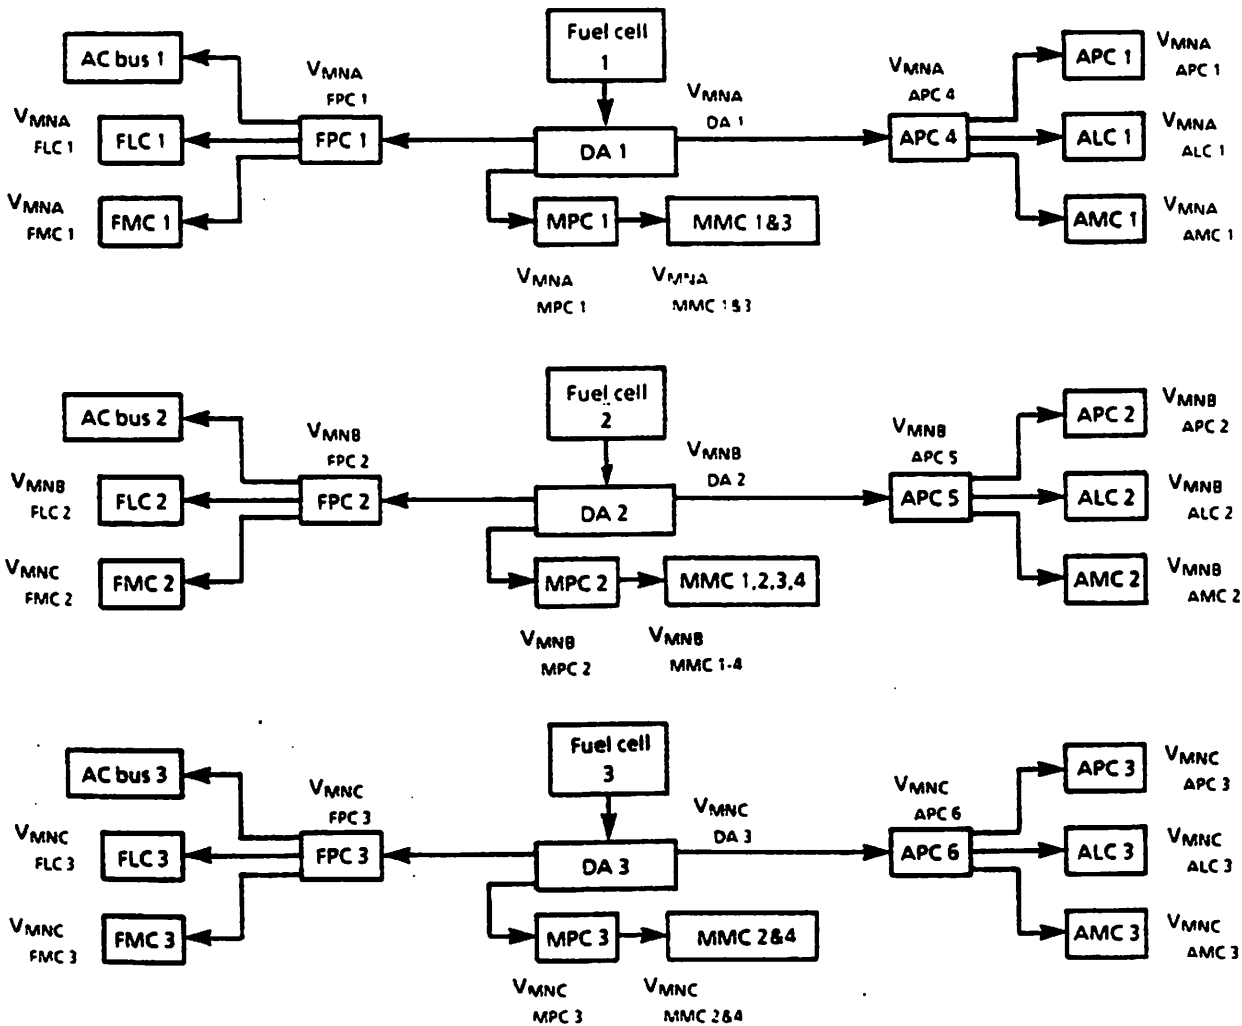 Fuel cell
1
AC bus 1
VMNA
FPC 1
VMNA
FLC 1
FLC 1
FPC 1
VMNA
FMC 1
FMC 1
DA 1
VMNA
DA 1
MPC 1
MMC 1&3
VMNA
MPC 1
VMNA
MMC 1&3
VMNA
APC 4
APC 4
APC 1
VMNA
APC 1
ALC 1
VMNA
ALC 1
AMC 1
VMNA
AMC 1
Fuel cell
2
AC bus 2
VMNB
FPC 2
VMNB
FLC 2
FLC 2
FPC 2
VMNC
FMC 2
FMC 2
DA 2
VMNB
DA 2
MPC 2
MMC 1,2,3,4
VMNB
MPC 2
VMNB
MMC 1-4
VMNB
APC 5
APC 5
APC 2
VMNB
APC 2
ALC 2
VMNB
ALC 2
AMC 2
VMNB
AMC 2
Fuel cell
3
AC bus 3
VMNC
FPC 3
VMNC
FLC 3
FLC 3
FPC 3
VMNC
FMC 3
FMC 3
DA 3
VMNC
DA 3
MPC 3
MMC 2&4
VMNC
MPC 3
VMNC
MMC 2&4
VMNC
APC 6
APC 6
APC 3
VMNC
APC 3
ALC 3
VMNC
ALC 3
AMC 3
VMNC
AMC 3